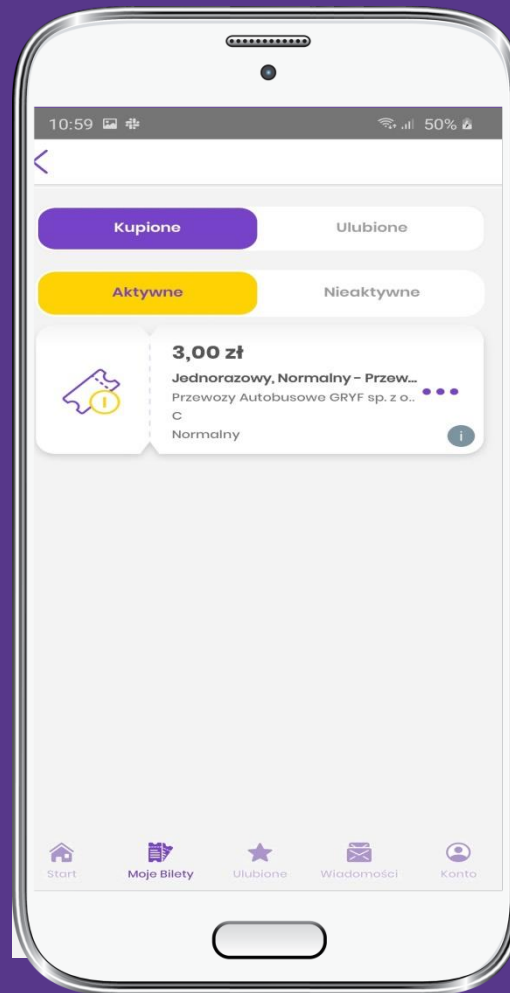 10:59 50%
Kupione Ulubione
Aktywne Nieaktywne
3,00 zł
Jednorazowy, Normalny - Przew...
Przewozy Autobusowe GRYF sp. z o..
C
Normalny
i
Start Moje Bilety Ulubione Wiadomości Konto